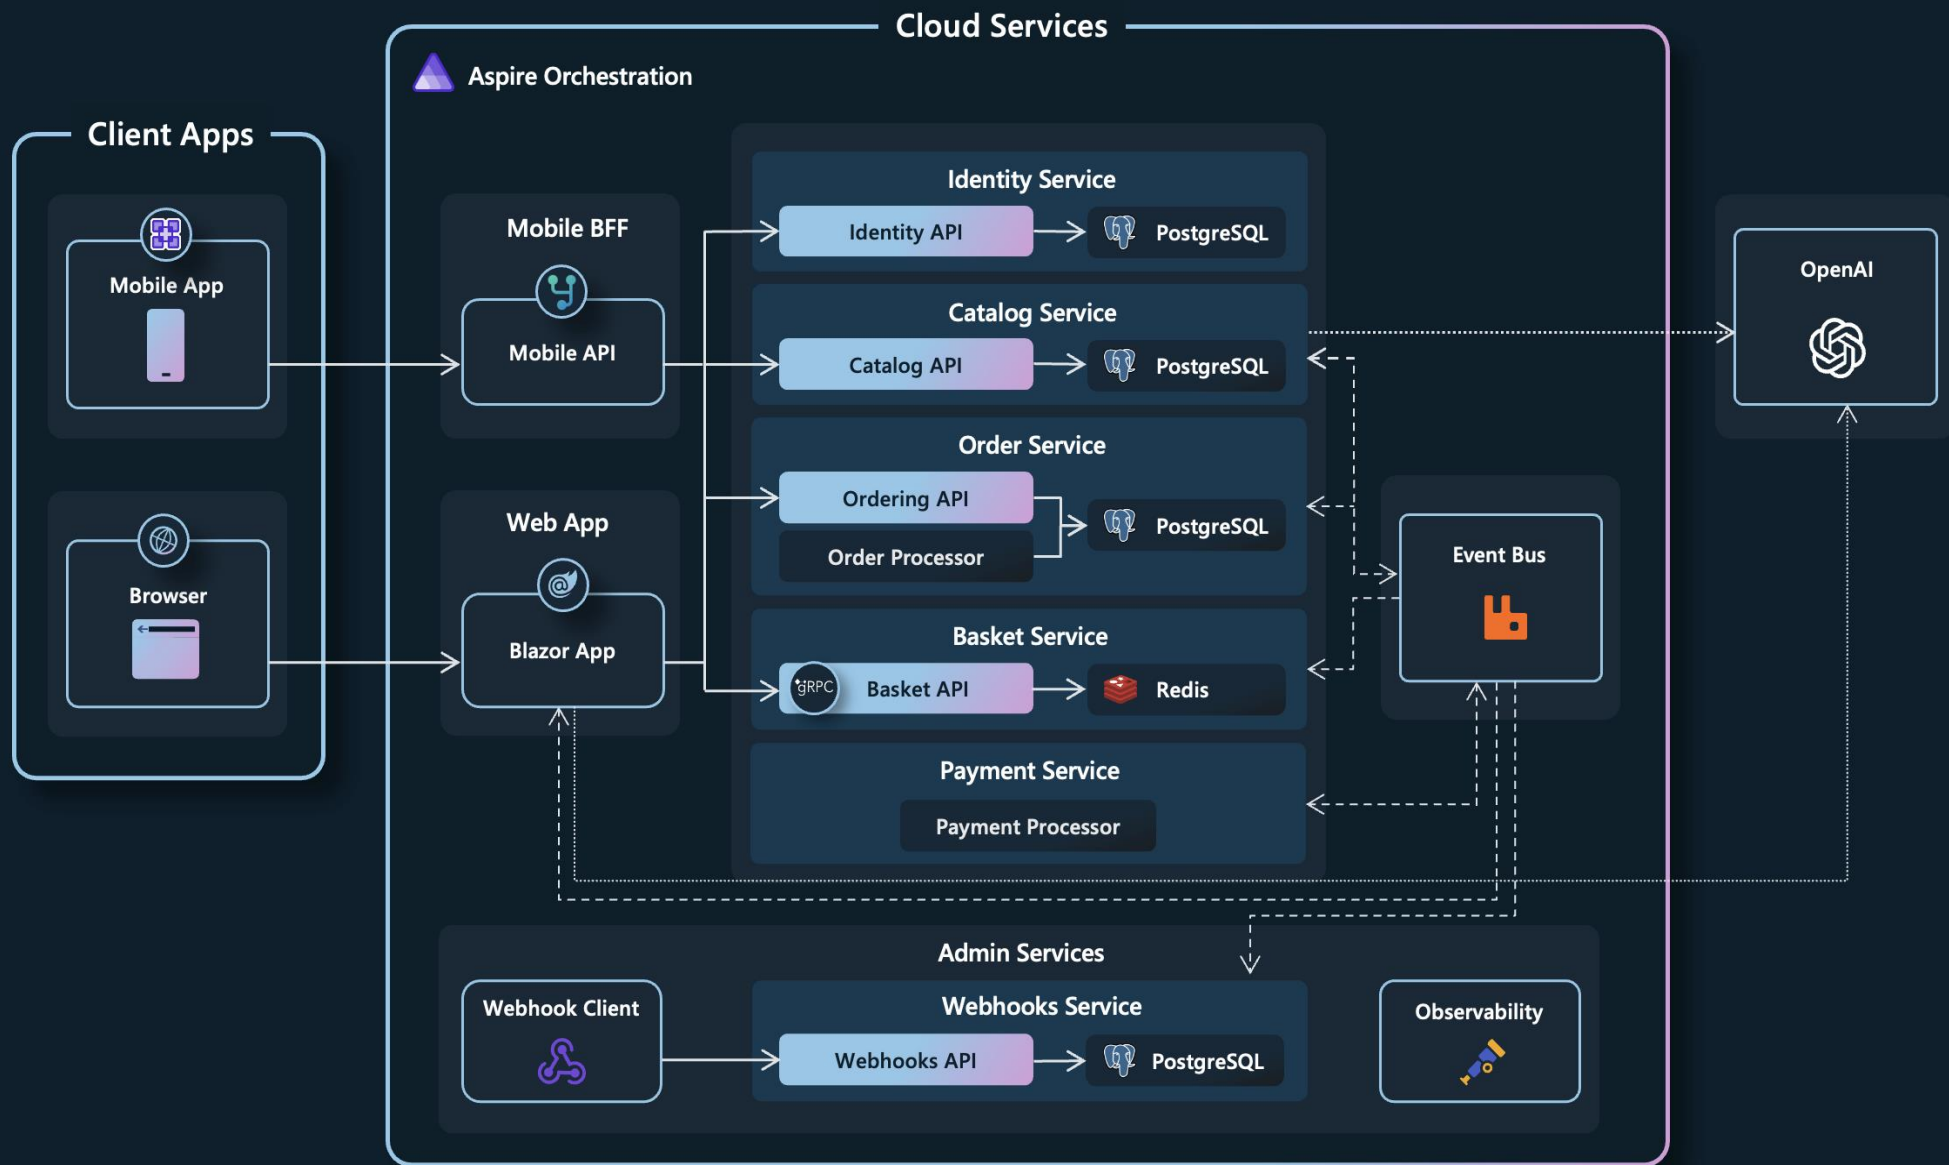 Cloud Services
Aspire Orchestration
Client Apps
Mobile App
Browser
Mobile BFF
Mobile API
Web App
Blazor App
Identity Service
Identity API
PostgreSQL
Catalog Service
Catalog API
PostgreSQL
Order Service
Ordering API
Order Processor
PostgreSQL
Basket Service
gRPC
Basket API
Redis
Payment Service
Payment Processor
OpenAI
Event Bus
Admin Services
Webhook Client
Webhooks Service
Webhooks API
PostgreSQL
Observability